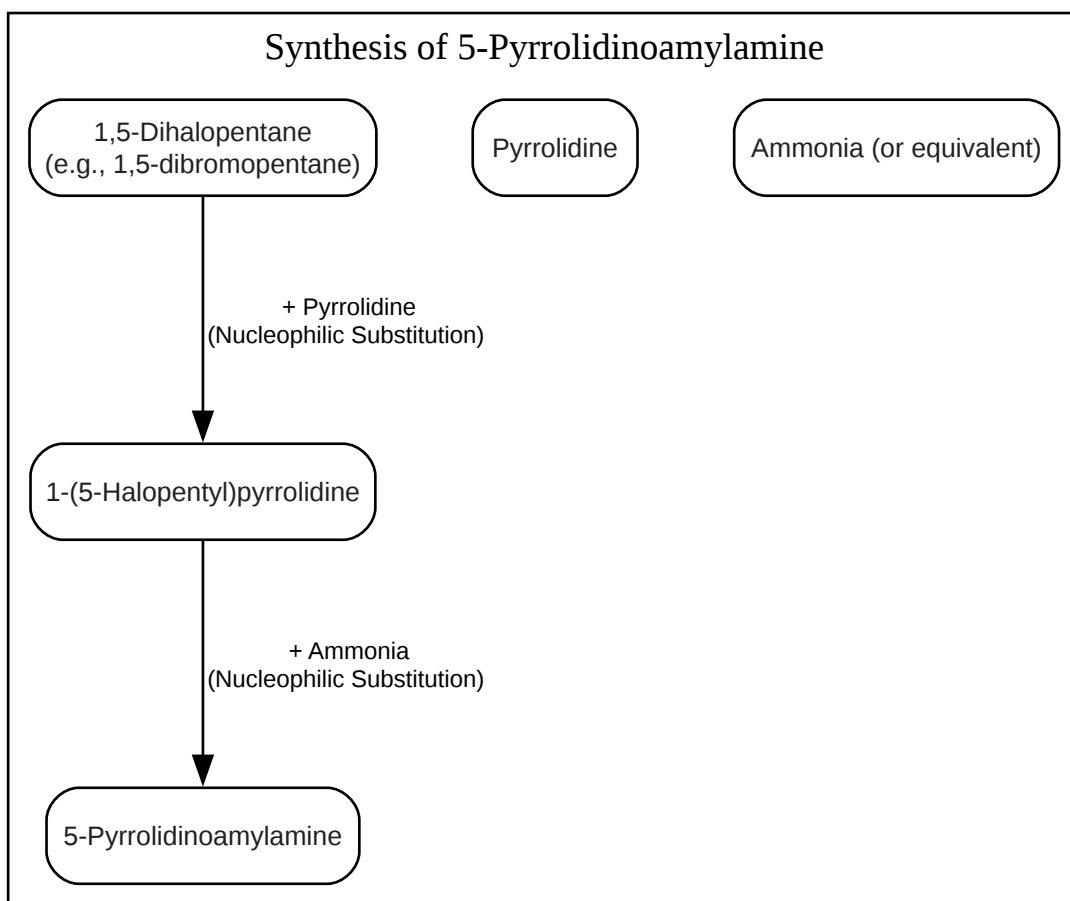 Synthesis of 5-Pyrrolidinoamylamine
1,5-Dihalopentane
(e.g., 1,5-dibromopentane)
Pyrrolidine
Ammonia (or equivalent)
+ Pyrrolidine
(Nucleophilic Substitution)
1-(5-Halopentyl)pyrrolidine
+ Ammonia
(Nucleophilic Substitution)
5-Pyrrolidinoamylamine